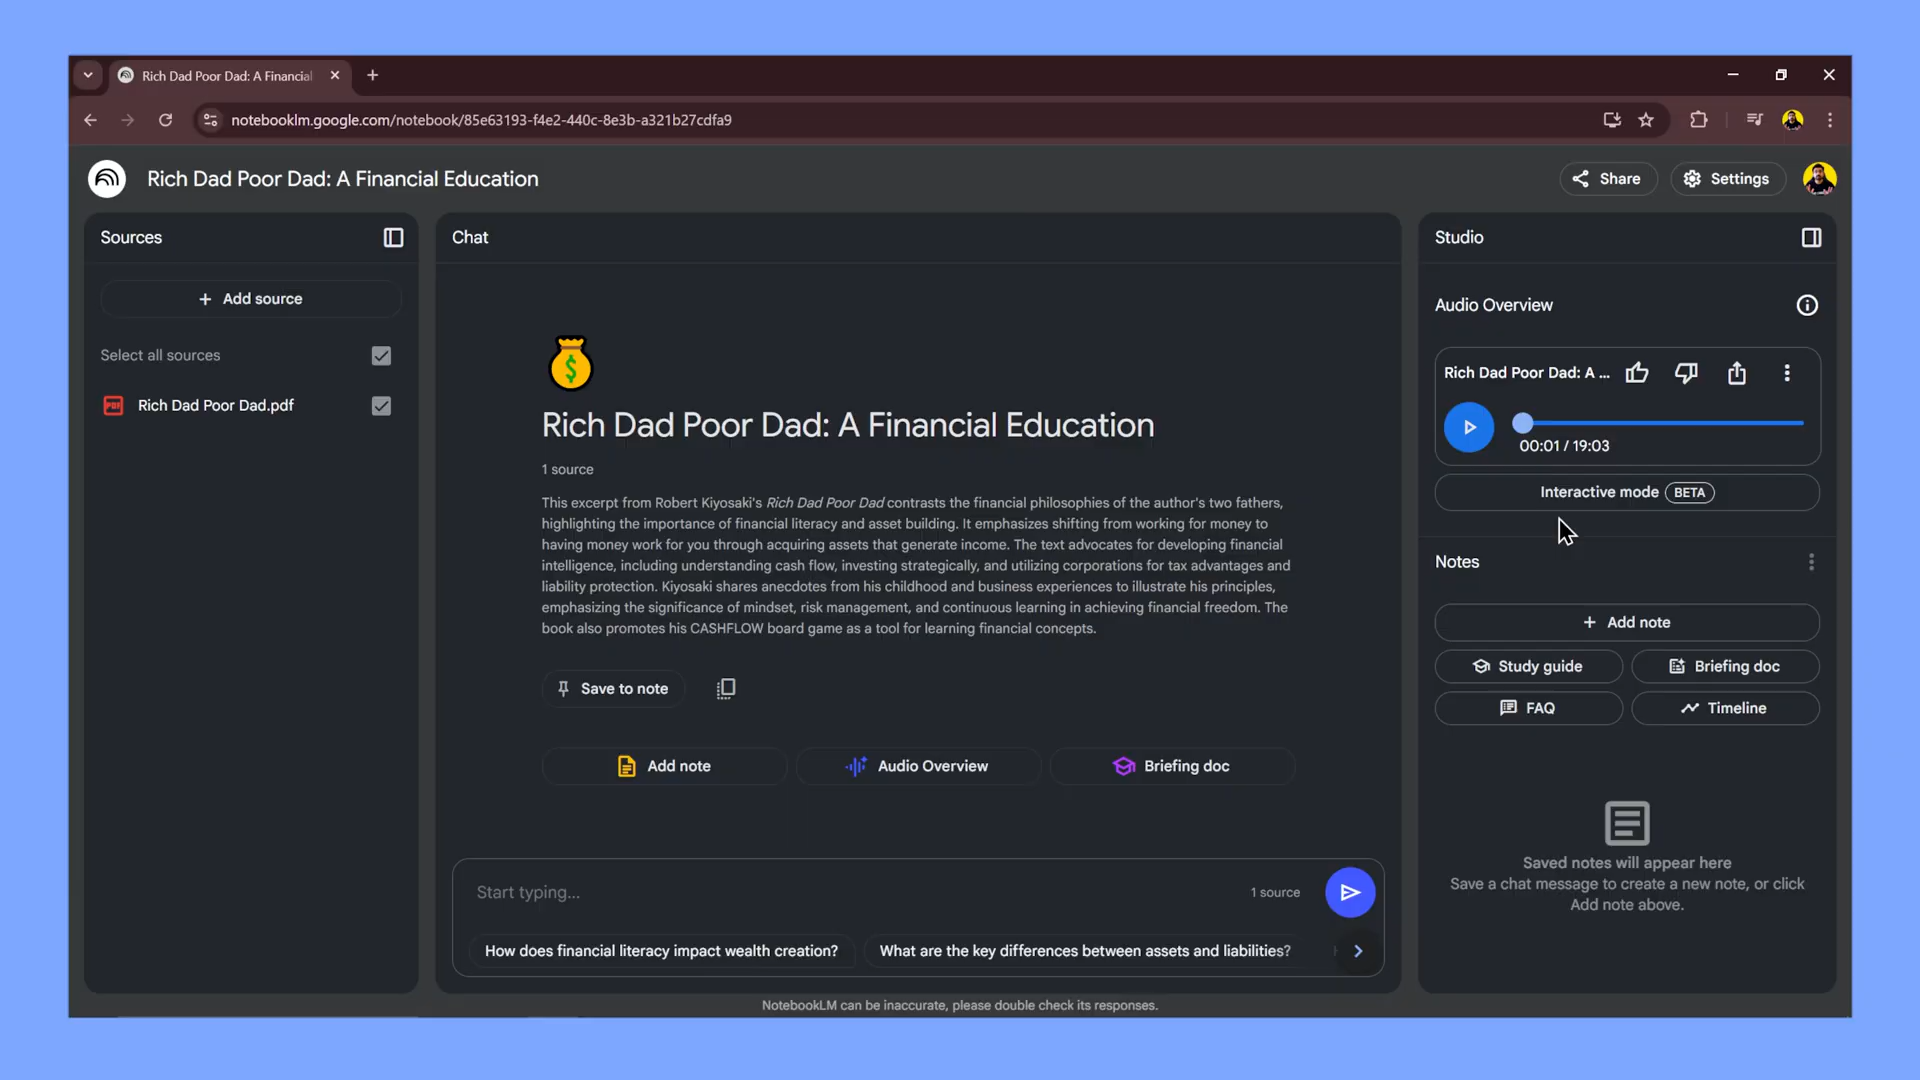 Rich Dad Poor Dad: A Financial
notebooklm.google.com/notebook/85e63193-f4e2-440c-8e3b-a321b27cdfa9
Rich Dad Poor Dad: A Financial Education
Share
Settings
Sources
Add source
Select all sources
PDF
Rich Dad Poor Dad.pdf
Chat
$
Rich Dad Poor Dad: A Financial Education
1 source
This excerpt from Robert Kiyosaki's Rich Dad Poor Dad contrasts the financial philosophies of the author's two fathers,
highlighting the importance of financial literacy and asset building. It emphasizes shifting from working for money to
having money work for you through acquiring assets that generate income. The text advocates for developing financial
intelligence, including understanding cash flow, investing strategically, and utilizing corporations for tax advantages and
liability protection. Kiyosaki shares anecdotes from his childhood and business experiences to illustrate his principles,
emphasizing the significance of mindset, risk management, and continuous learning in achieving financial freedom. The
book also promotes his CASHFLOW board game as a tool for learning financial concepts.
Save to note
Add note
Audio Overview
Briefing doc
Start typing...
1 source
How does financial literacy impact wealth creation?
What are the key differences between assets and liabilities?
Studio
Audio Overview
Rich Dad Poor Dad: A ...
00:01 / 19:03
Interactive mode BETA
Notes
Add note
Study guide
Briefing doc
FAQ
Timeline
Saved notes will appear here
Save a chat message to create a new note, or click
Add note above.
NotebookLM can be inaccurate, please double check its responses.